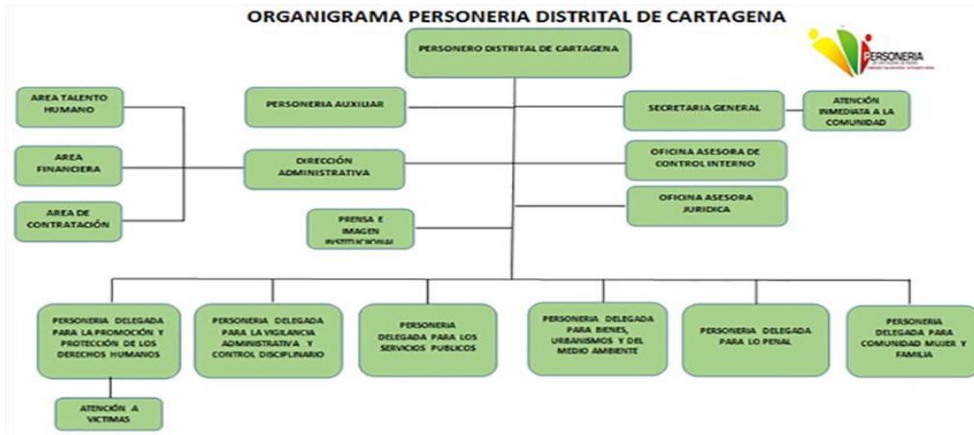 ORGANIGRAMA PERSONERIA DISTRITAL DE CARTAGENA
PERSONERO DISTRITAL DE CARTAGENA
PERSONERIA
AREA TALENTO
HUMANO
PERSONERIA AUXILIAR
SECRETARIA GENERAL
ATENCIÓN
INMEDIATA A LA
COMUNIDAD
AREA
FINANCIERA
DIRECCIÓN
ADMINISTRATIVA
OFICINA ASESORA DE
CONTROL INTERNO
AREA DE
CONTRATACIÓN
PRENSA E
IMAGEN
INSTITUCIONAL
OFICINA ASESORA
JURIDICA
PERSONERIA DELEGADA
PARA LA PROMOCIÓN Y
PROTECCIÓN DE LOS
DERECHOS HUMANOS
PERSONERIA DELEGADA
PARA LA VIGILANCIA
ADMINISTRATIVA Y
CONTROL DISCIPLINARIO
PERSONERIA
DELEGADA PARA LOS
SERVICIOS PUBLICOS
PERSONERIA DELEGADA
PARA BIENES,
URBANISMOS Y DEL
MEDIO AMBIENTE
PERSONERIA DELEGADA
PARA LO PENAL
PERSONERIA
DELEGADA PARA
COMUNIDAD MUJER Y
FAMILIA
ATENCIÓN A
VICTIMAS